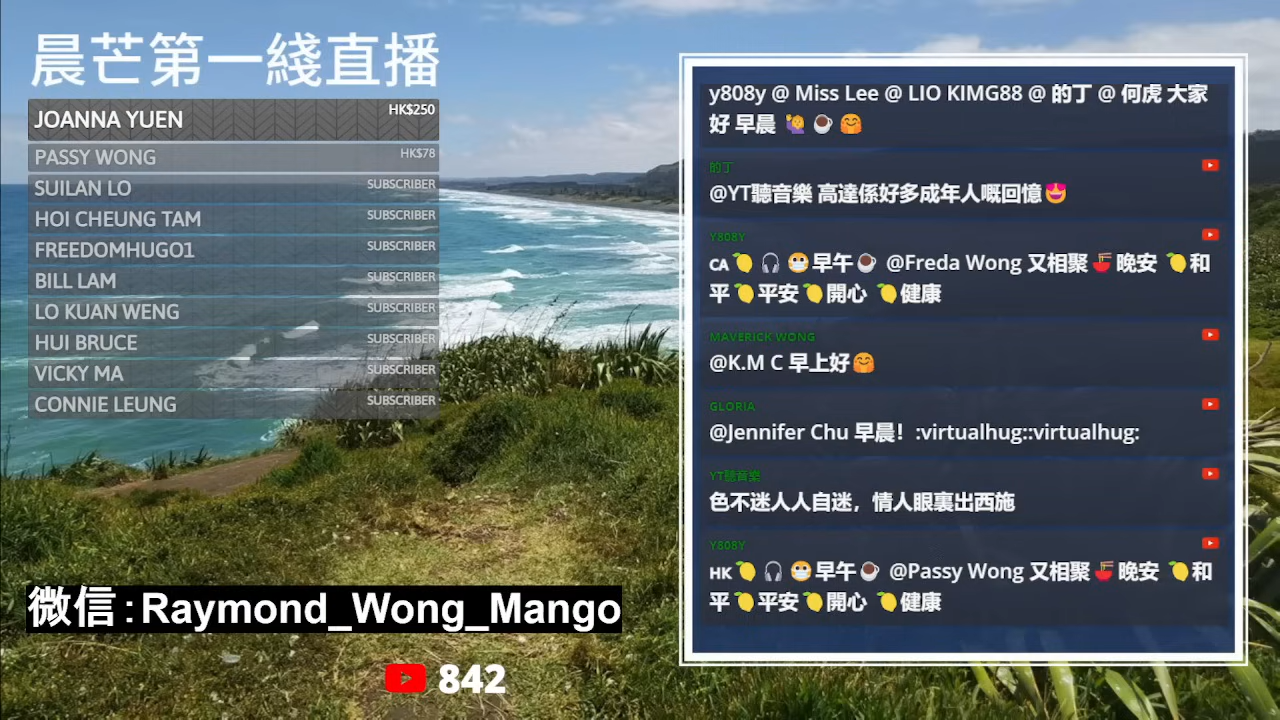 晨芒第一綫直播
JOANNA YUEN HK$250
PASSY WONG HK$78
SUILAN LO SUBSCRIBER
HOI CHEUNG TAM SUBSCRIBER
FREEDOMHUGO1 SUBSCRIBER
BILL LAM SUBSCRIBER
LO KUAN WENG SUBSCRIBER
HUI BRUCE SUBSCRIBER
VICKY MA SUBSCRIBER
CONNIE LEUNG SUBSCRIBER
微信:Raymond_Wong_Mango
842
y808y @ Miss Lee @ LIO KIMG88 @ 的丁 @ 何虎 大家
好 早晨 🙋 ☕ 🤗
的丁
@YT聽音樂 高達係好多成年人嘅回憶😍
Y808Y
CA🍋 🎧 😷早午☕ @Freda Wong 又相聚🍜晚安 🍋和
平🍋平安🍋開心 🍋健康
MAVERICK WONG
@K.M C 早上好🤗
GLORIA
@Jennifer Chu 早晨！:virtualhug::virtualhug:
YT聽音樂
色不迷人人自迷，情人眼裏出西施
Y808Y
HK🍋 🎧 😷早午☕ @Passy Wong 又相聚🍜晚安 🍋和
平🍋平安🍋開心 🍋健康